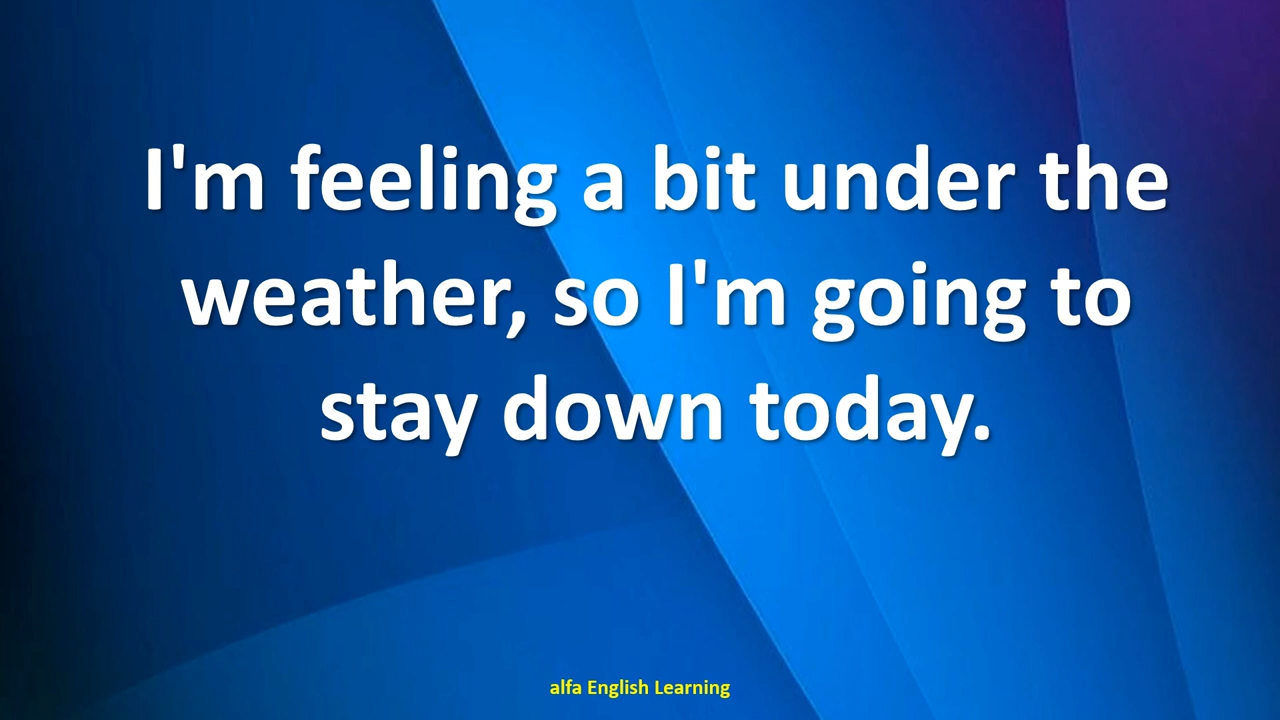 I'm feeling a bit under the
weather, so I'm going to
stay down today.
alfa English Learning